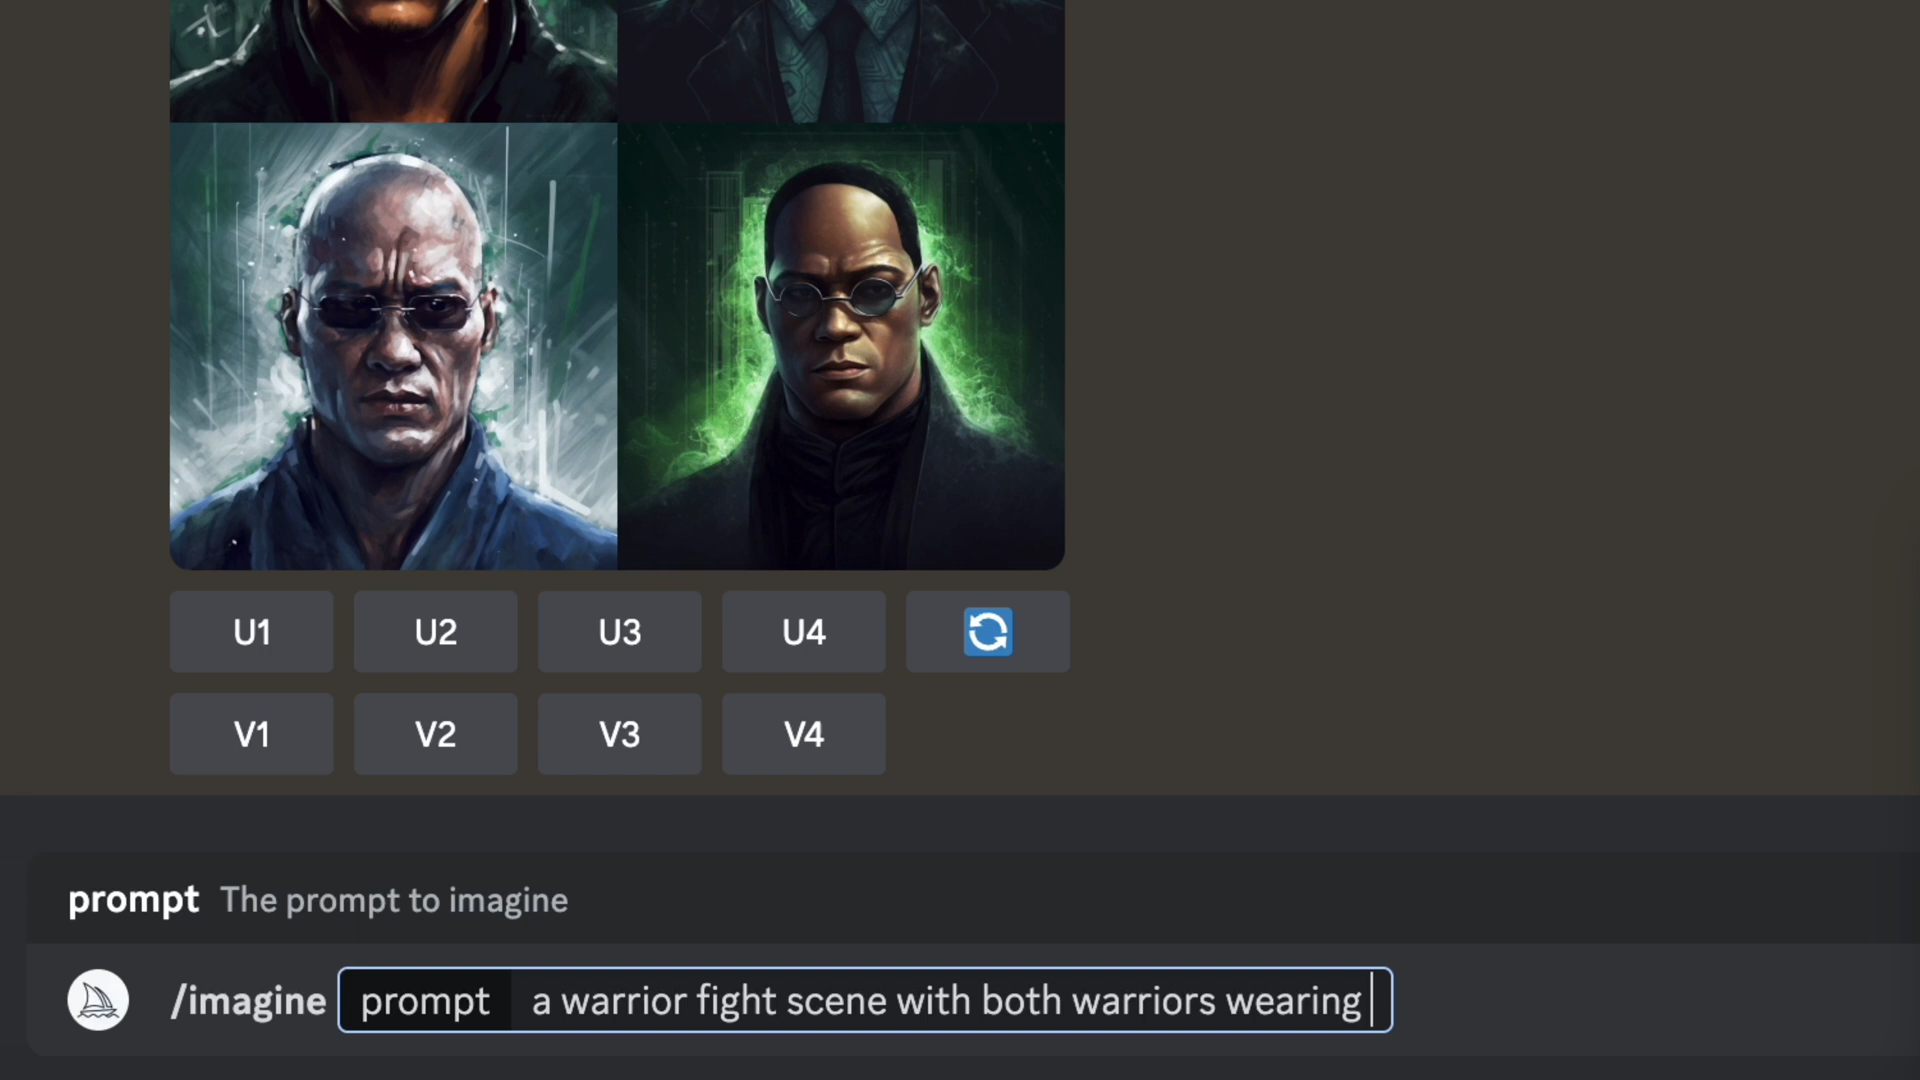 U1 U2 U3 U4
V1 V2 V3 V4
prompt The prompt to imagine
/imagine prompt a warrior fight scene with both warriors wearing